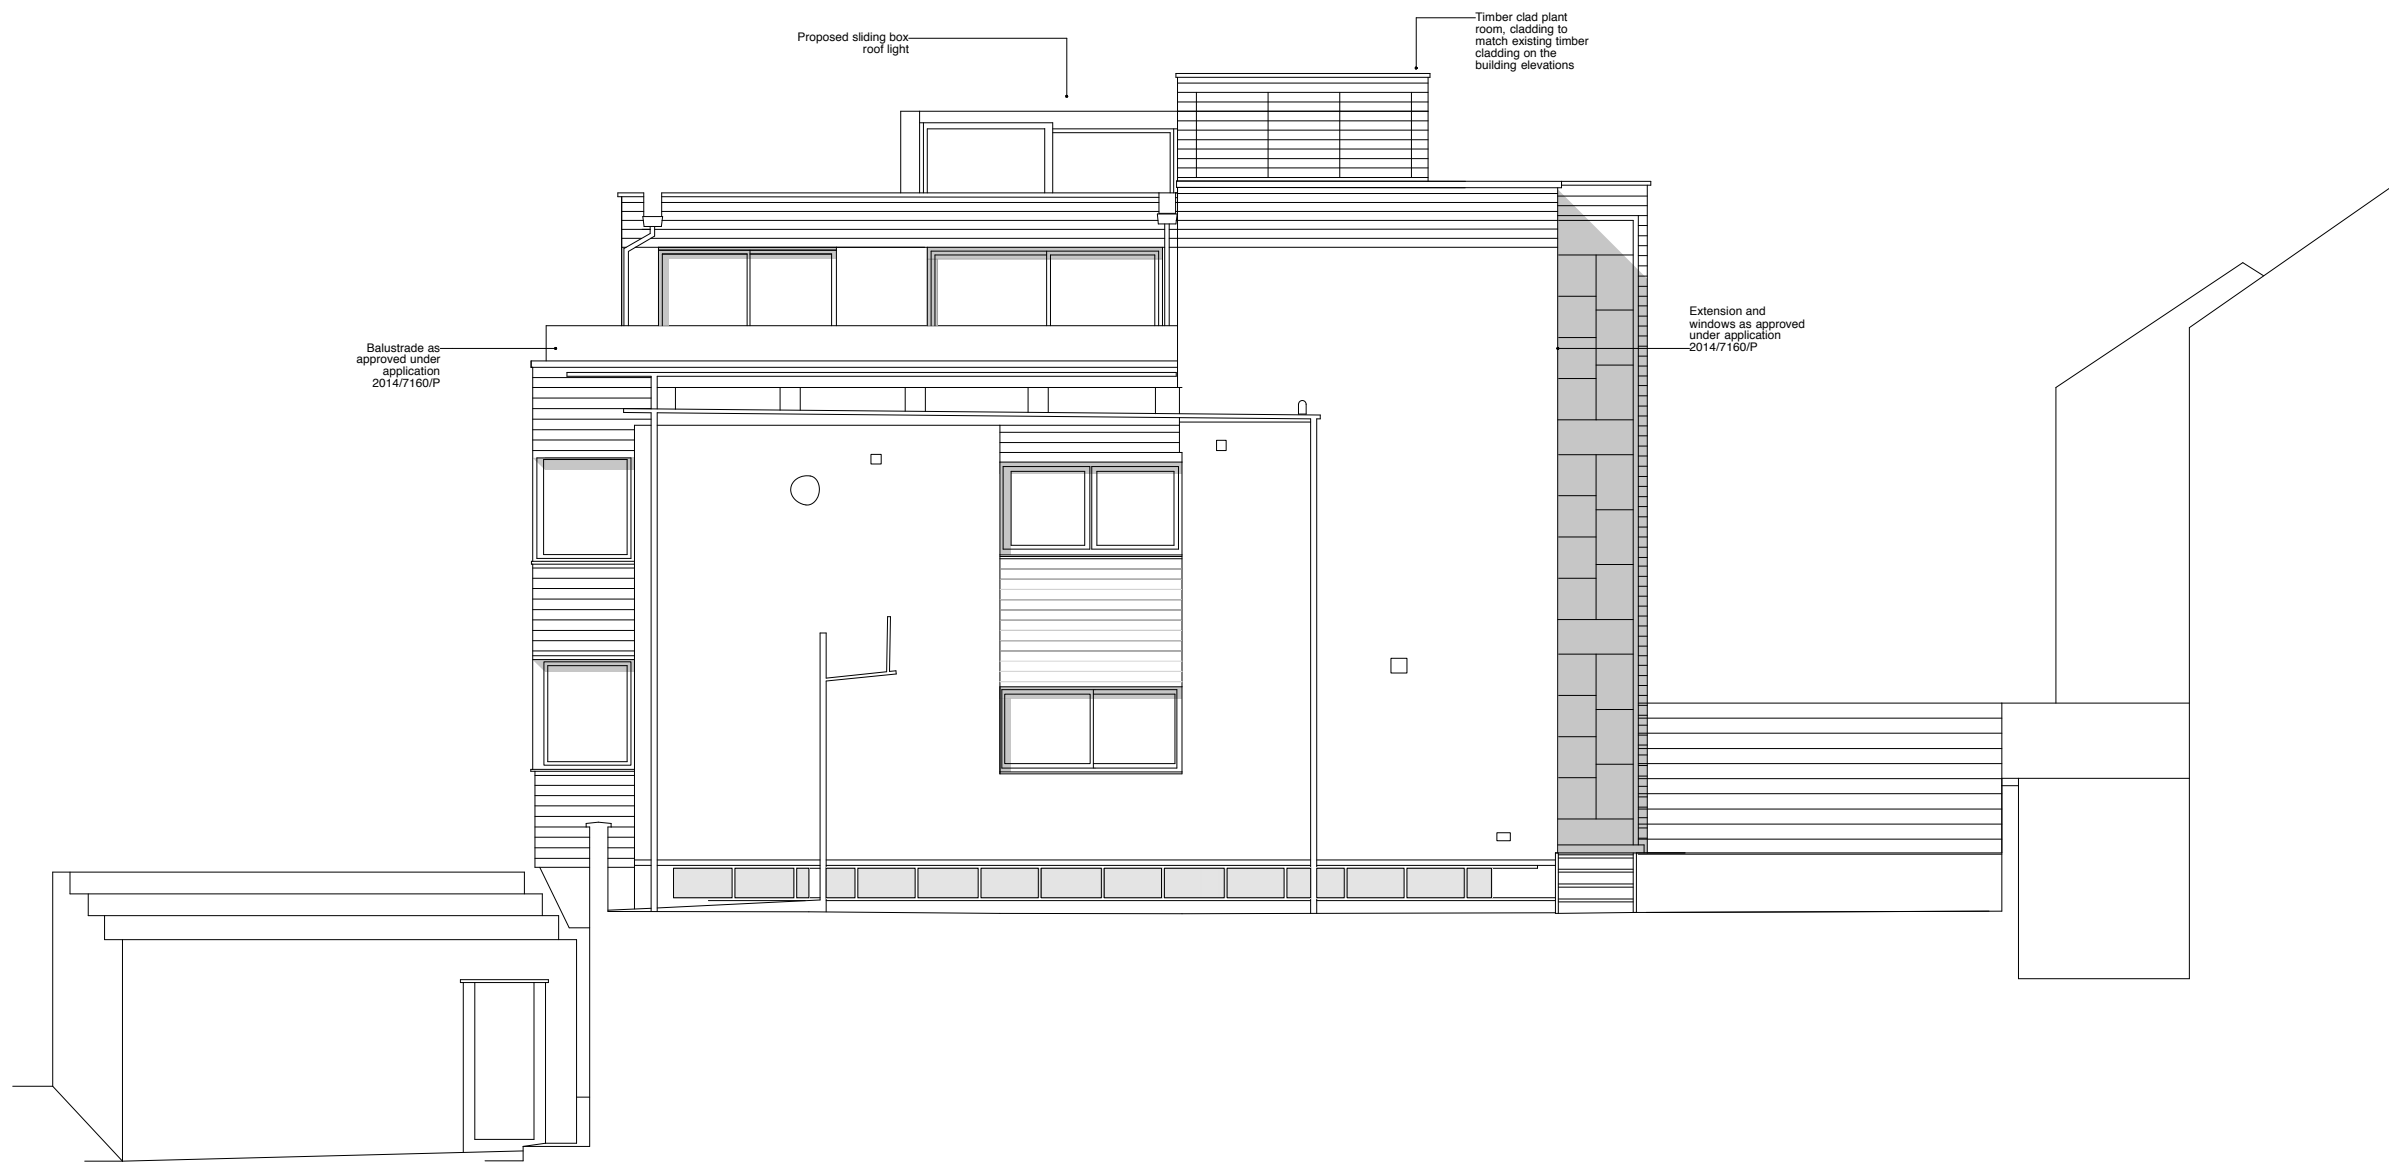 Timber clad plant
room, cladding to
match existing timber
cladding on the
building elevations
Proposed sliding box
roof light
Extension and
windows as approved
under application
2014/7160/P
Balustrade as
approved under
application
2014/7160/P